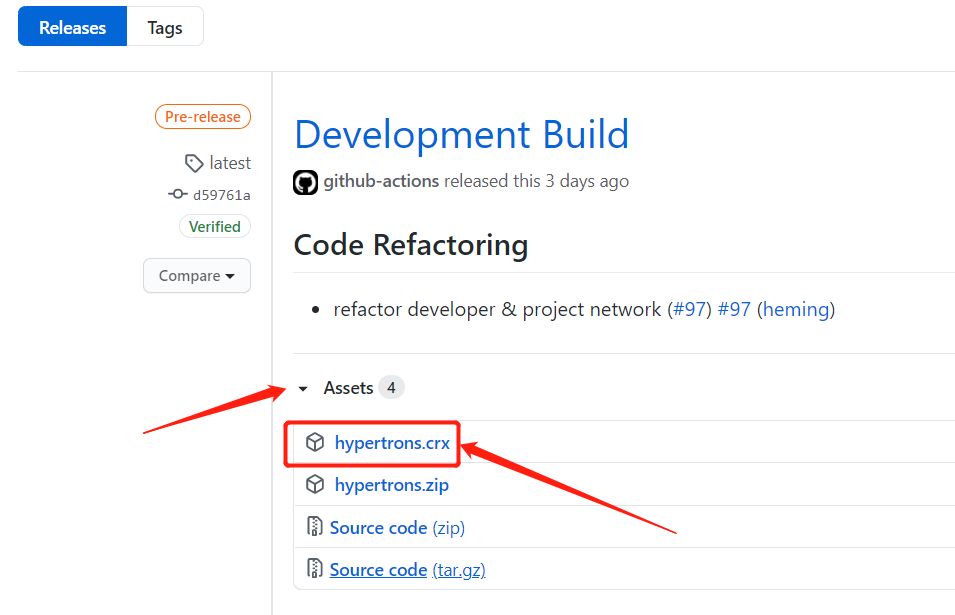 Releases Tags
Pre-release
latest
d59761a
Verified
Compare
Development Build
github-actions released this 3 days ago
Code Refactoring
refactor developer & project network (#97) #97 (heming)
Assets 4
hypertrons.crx
hypertrons.zip
Source code (zip)
Source code (tar.gz)